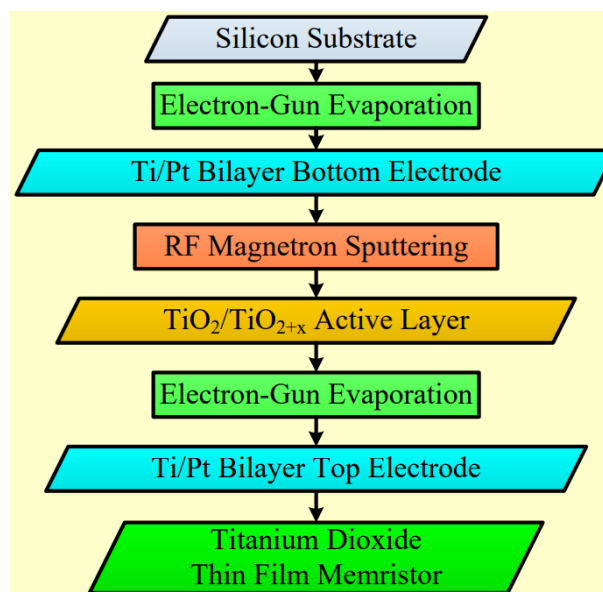 Silicon Substrate
Electron-Gun Evaporation
Ti/Pt Bilayer Bottom Electrode
RF Magnetron Sputtering
TiO₂/TiO₂₊ₓ Active Layer
Electron-Gun Evaporation
Ti/Pt Bilayer Top Electrode
Titanium Dioxide
Thin Film Memristor